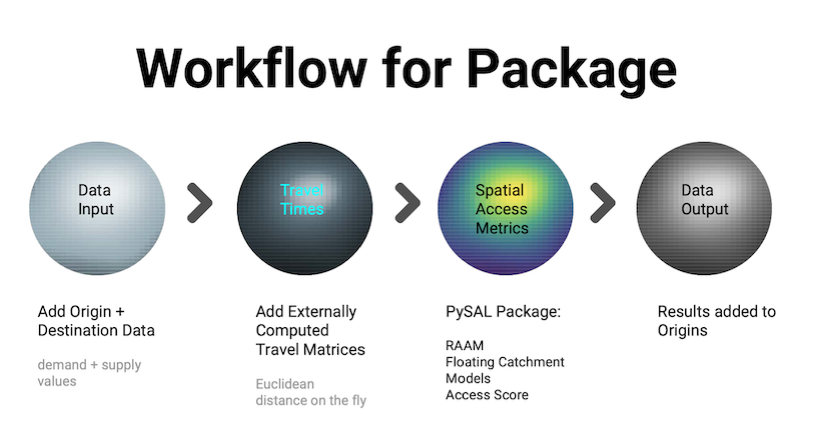 Workflow for Package
Data
Input
Travel
Times
Spatial
Access
Metrics
Data
Output
Add Origin +
Destination Data
demand + supply
values
Add Externally
Computed
Travel Matrices
Euclidean
distance on the fly
PySAL Package:
RAAM
Floating Catchment
Models
Access Score
Results added to
Origins